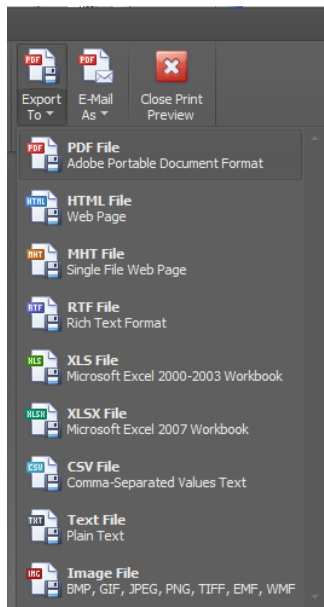 PDF
PDF
Export
To
E-Mail
As
Close Print
Preview
PDF
PDF File
Adobe Portable Document Format
HTML
HTML File
Web Page
MHT
MHT File
Single File Web Page
RTF
RTF File
Rich Text Format
XLS
XLS File
Microsoft Excel 2000-2003 Workbook
XLSX
XLSX File
Microsoft Excel 2007 Workbook
CSV
CSV File
Comma-Separated Values Text
TXT
Text File
Plain Text
IMG
Image File
BMP, GIF, JPEG, PNG, TIFF, EMF, WMF